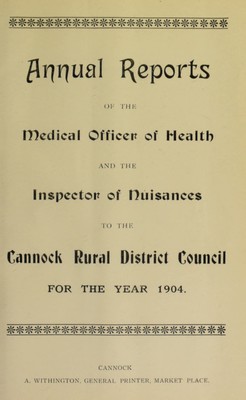 Annual Reports
OF THE
Medical Officer of Health
AND THE
Inspector of Nuisances
TO THE
Cannock Rural District Council
FOR THE YEAR 1904.
CANNOCK
A. WITHINGTON, GENERAL PRINTER, MARKET PLACE.